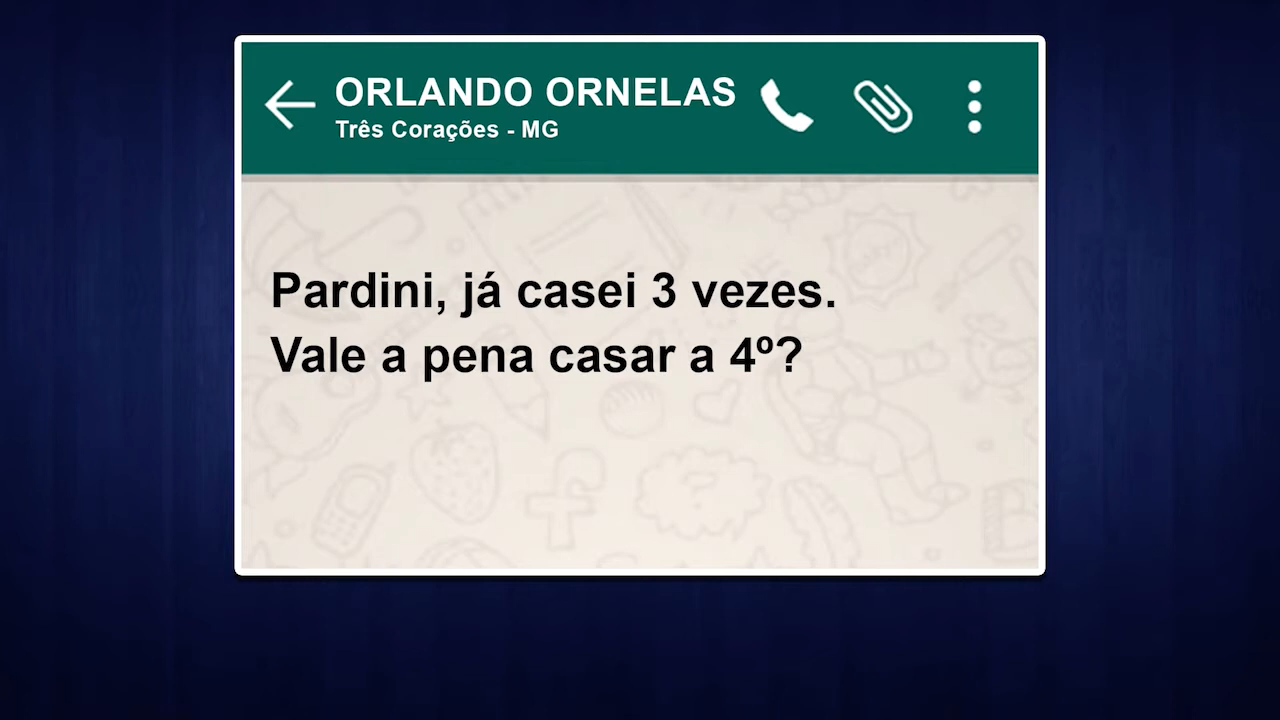 ORLANDO ORNELAS
Três Corações - MG
Pardini, já casei 3 vezes.
Vale a pena casar a 4º?